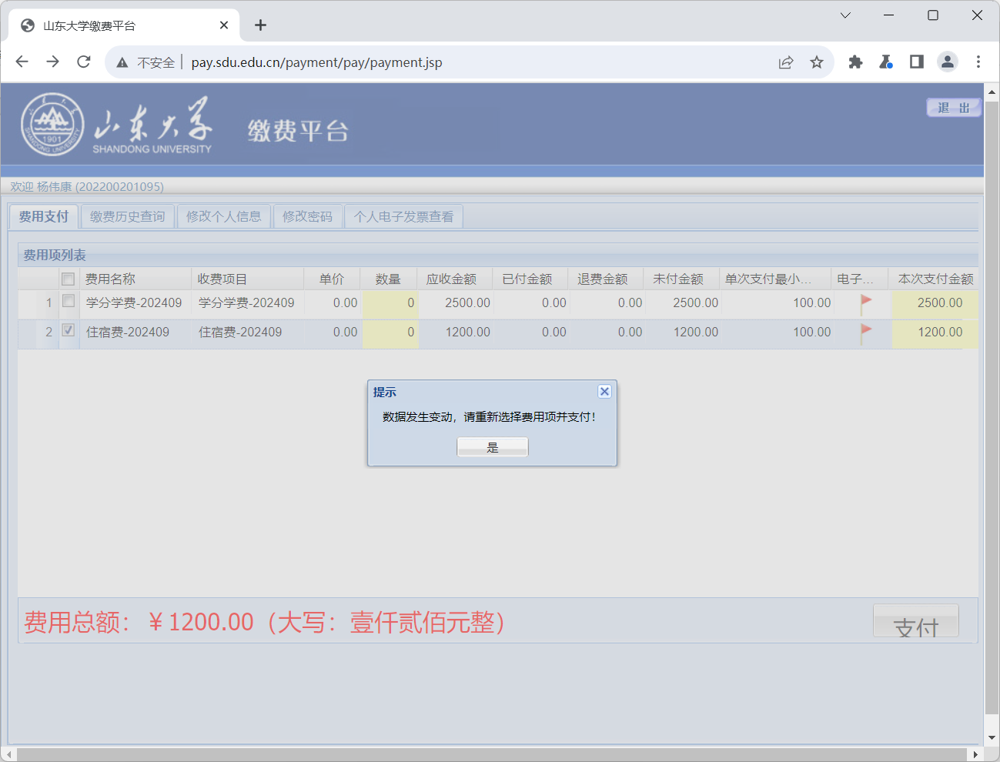 山东大学缴费平台
不安全 pay.sdu.edu.cn/payment/pay/payment.jsp
1901
山东大学
SHANDONG UNIVERSITY
缴费平台
退 出
欢迎 杨伟康 (202200201095)
费用支付 缴费历史查询 修改个人信息 修改密码 个人电子发票查看
费用项列表
费用名称 收费项目 单价 数量 应收金额 已付金额 退费金额 未付金额 单次支付最小... 电子... 本次支付金额
1 学分学费-202409 学分学费-202409 0.00 0 2500.00 0.00 0.00 2500.00 100.00 2500.00
2 住宿费-202409 住宿费-202409 0.00 0 1200.00 0.00 0.00 1200.00 100.00 1200.00
提示
数据发生变动，请重新选择费用项并支付！
是
费用总额：￥1200.00（大写：壹仟贰佰元整）
支付